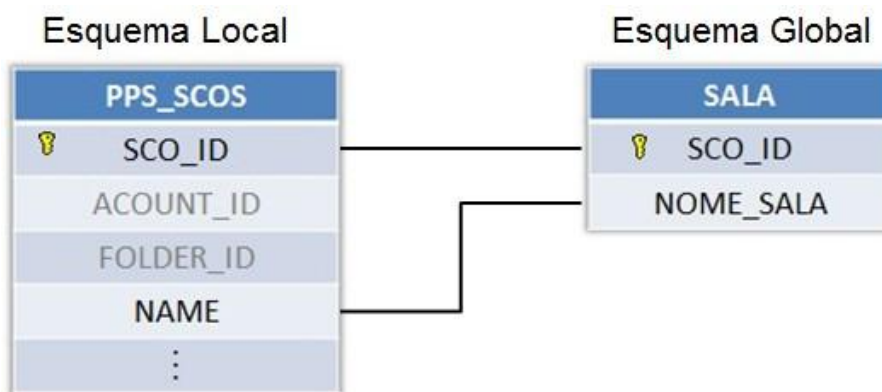 Esquema Local
PPS_SCOS
SCO_ID
ACOUNT_ID
FOLDER_ID
NAME
⋮
Esquema Global
SALA
SCO_ID
NOME_SALA